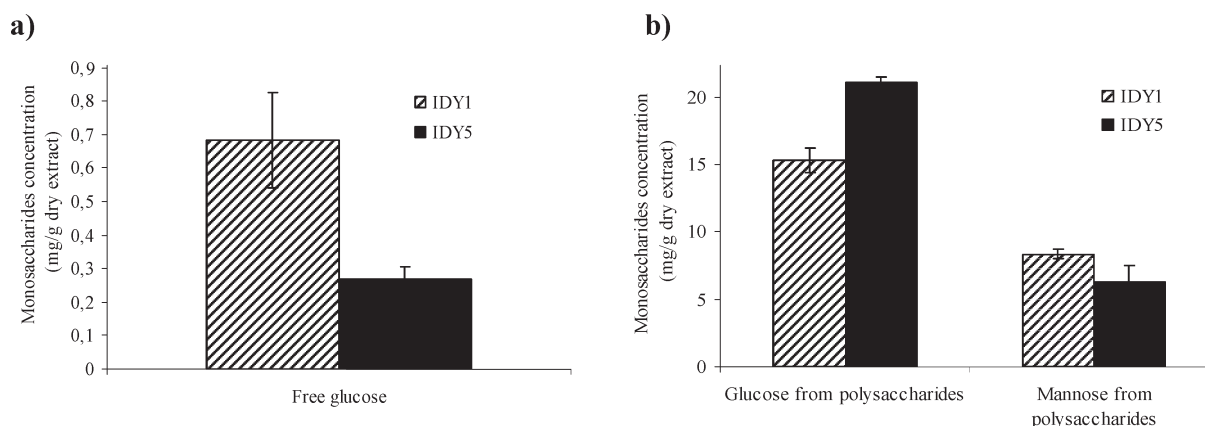 a)
Monosaccharides concentration
(mg/g dry extract)
0,9
0,8
0,7
0,6
0,5
0,4
0,3
0,2
0,1
0
IDY1
IDY5
Free glucose
b)
Monosaccharides concentration
(mg/g dry extract)
20
15
10
5
0
IDY1
IDY5
Glucose from polysaccharides
Mannose from
polysaccharides